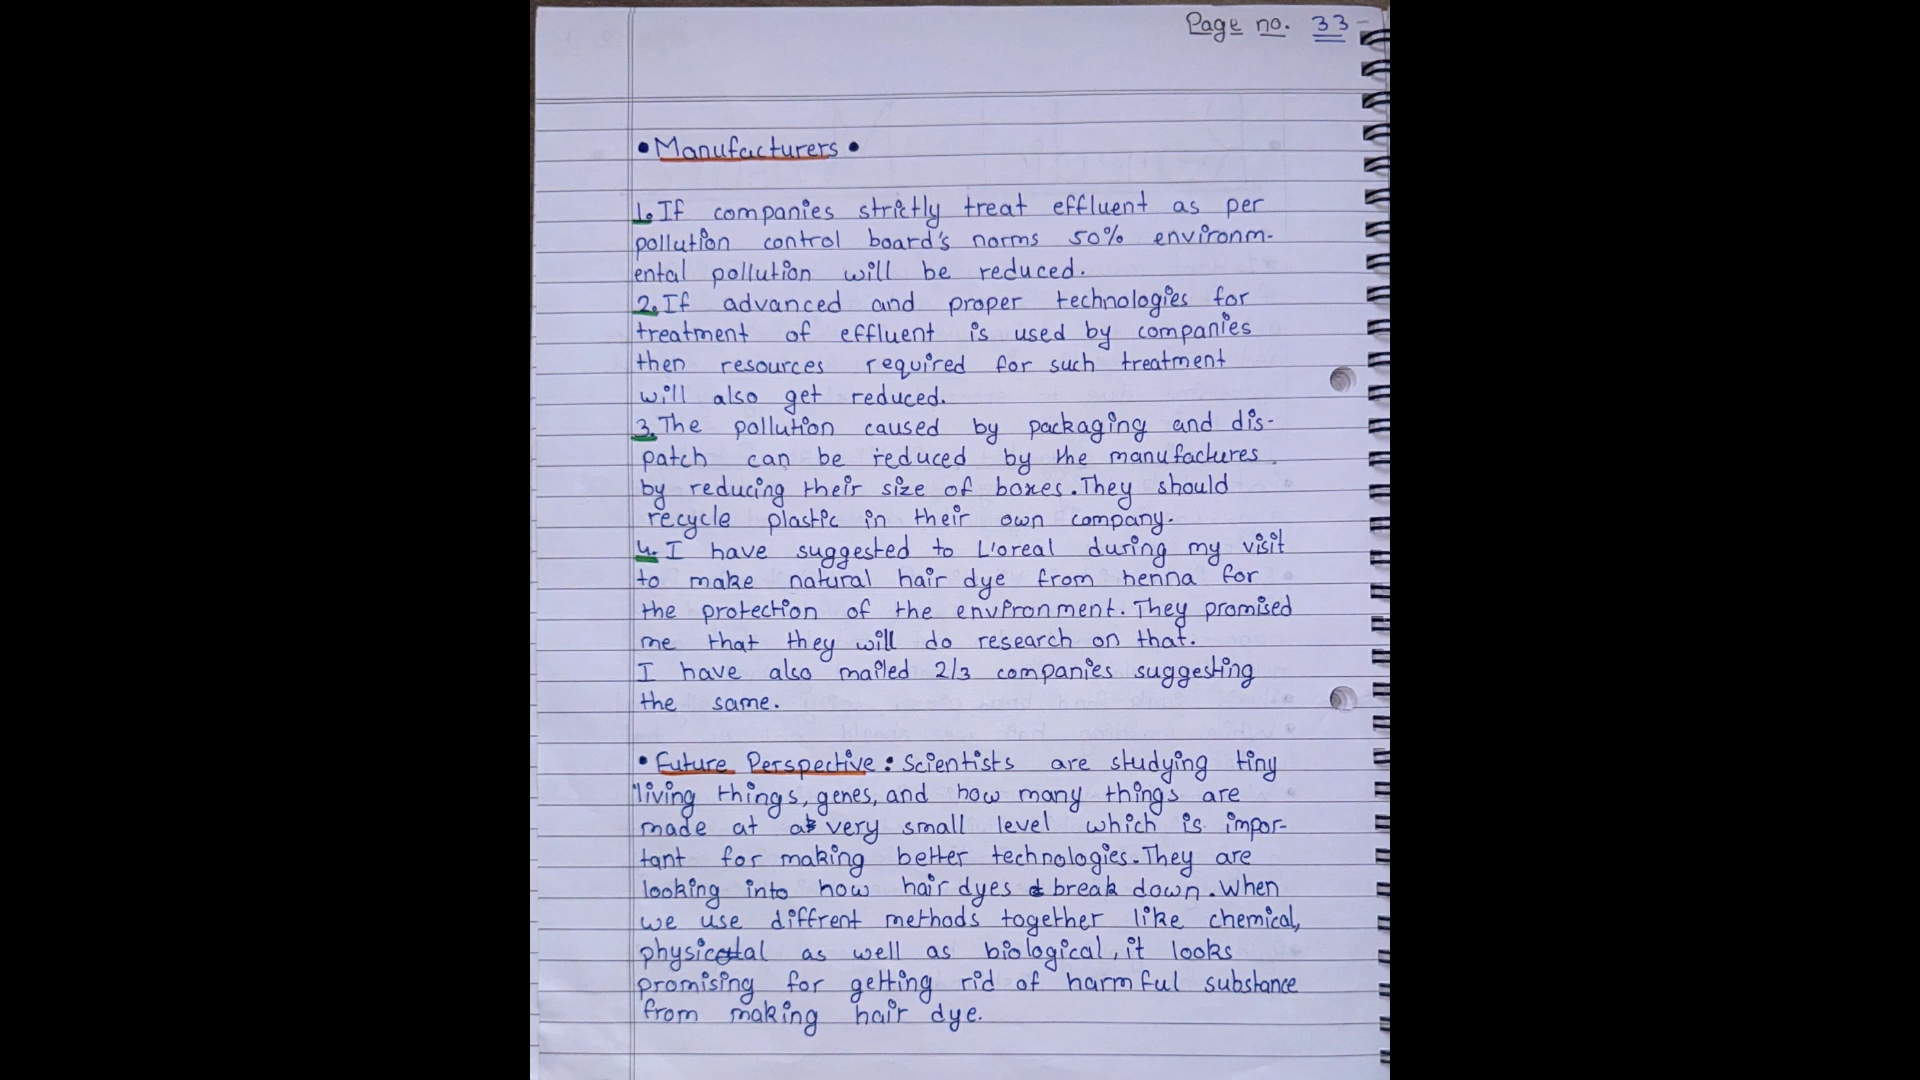 Page no. 33
• Manufacturers •
1. If companies strictly treat effluent as per
pollution control board's norms 50% environm-
ental pollution will be reduced.
2. If advanced and proper technologies for
treatment of effluent is used by companies
then resources required for such treatment
will also get reduced.
3. The pollution caused by packaging and dis-
patch can be reduced by the manufactures
by reducing their size of boxes. They should
recycle plastic in their own company.
4. I have suggested to L'oreal during my visit
to make natural hair dye from henna for
the protection of the environment. They promised
me that they will do research on that.
I have also mailed 2/3 companies suggesting
the same.
• Future Perspective : Scientists are studying tiny
living things, genes, and how many things are
made at a very small level which is impor-
tant for making better technologies. They are
looking into how hair dyes break down. When
we use diffrent methods together like chemical,
physical as well as biological, it looks
promising for getting rid of harmful substance
from making hair dye.